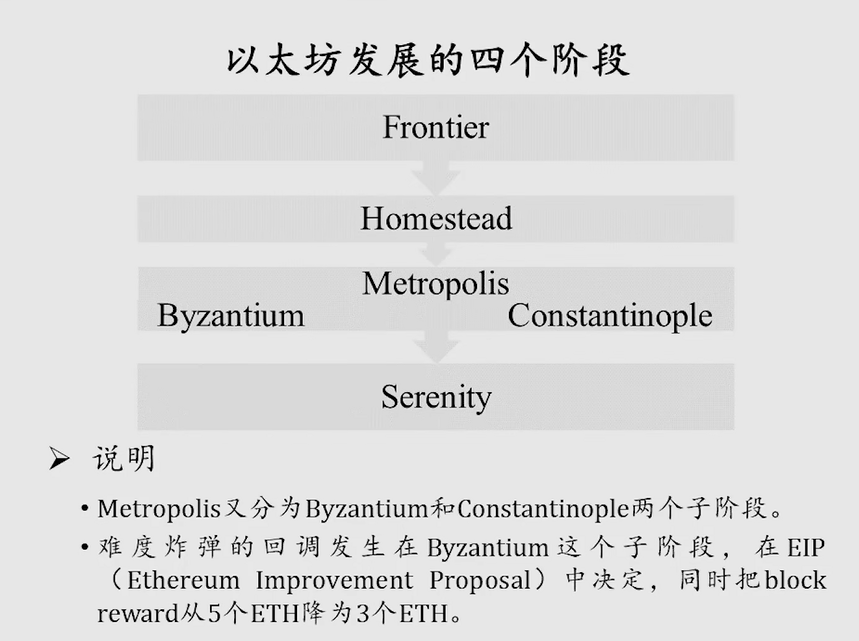 以太坊发展的四个阶段
Frontier
Homestead
Metropolis
Byzantium Constantinople
Serenity
➢ 说明
• Metropolis又分为Byzantium和Constantinople两个子阶段。
• 难度炸弹的回调发生在Byzantium这个子阶段，在EIP
（Ethereum Improvement Proposal）中决定，同时把block
reward从5个ETH降为3个ETH。